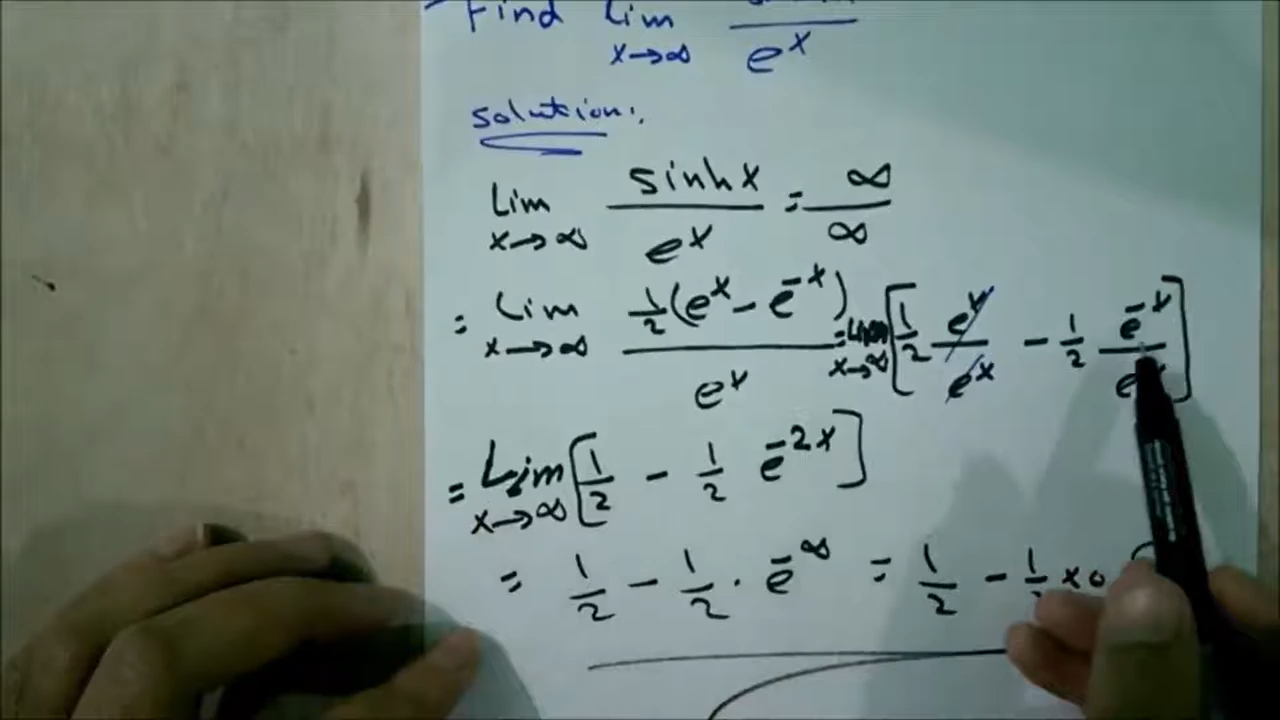 Find Lim
x→∞ e^x
Solution:
Lim sinhx / e^x = ∞/∞
x→∞
= Lim ½(e^x - e^-x) / e^x = Lim [ ½ e^x/e^x - ½ e^-x/e^x ]
x→∞ x→∞
= Lim [ ½ - ½ e^-2x ]
x→∞
= ½ - ½ . e^-∞ = ½ - ½ x 0